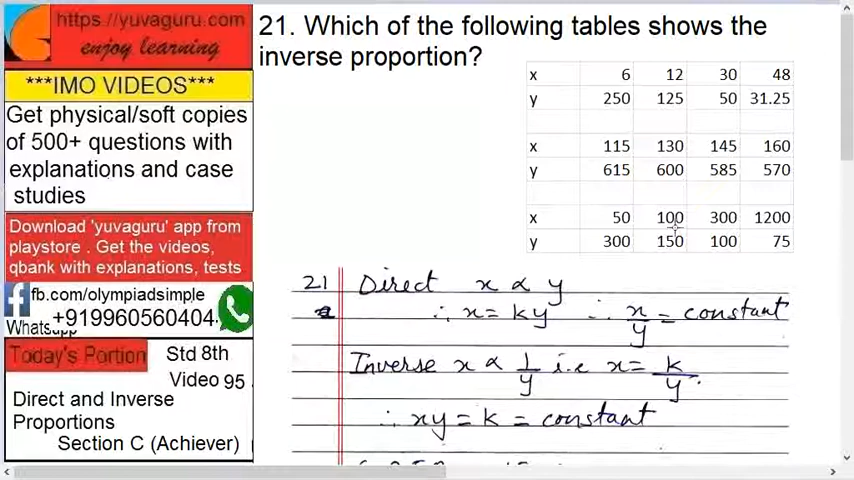 https://yuvaguru.com
enjoy learning
***IMO VIDEOS***
Get physical/soft copies
of 500+ questions with
explanations and case
studies
Download 'yuvaguru' app from
playstore . Get the videos,
qbank with explanations, tests
fb.com/olympiadsimple
Whatsapp +919960560404
Today's Portion
Std 8th
Video 95
Direct and Inverse
Proportions
Section C (Achiever)
21. Which of the following tables shows the
inverse proportion?
x 6 12 30 48
y 250 125 50 31.25
x 115 130 145 160
y 615 600 585 570
x 50 100 300 1200
y 300 150 100 75
21 Direct x ∝ y
∴ x = ky ∴ x/y = constant
Inverse x ∝ 1/y i.e x = k/y.
∴ xy = k = constant